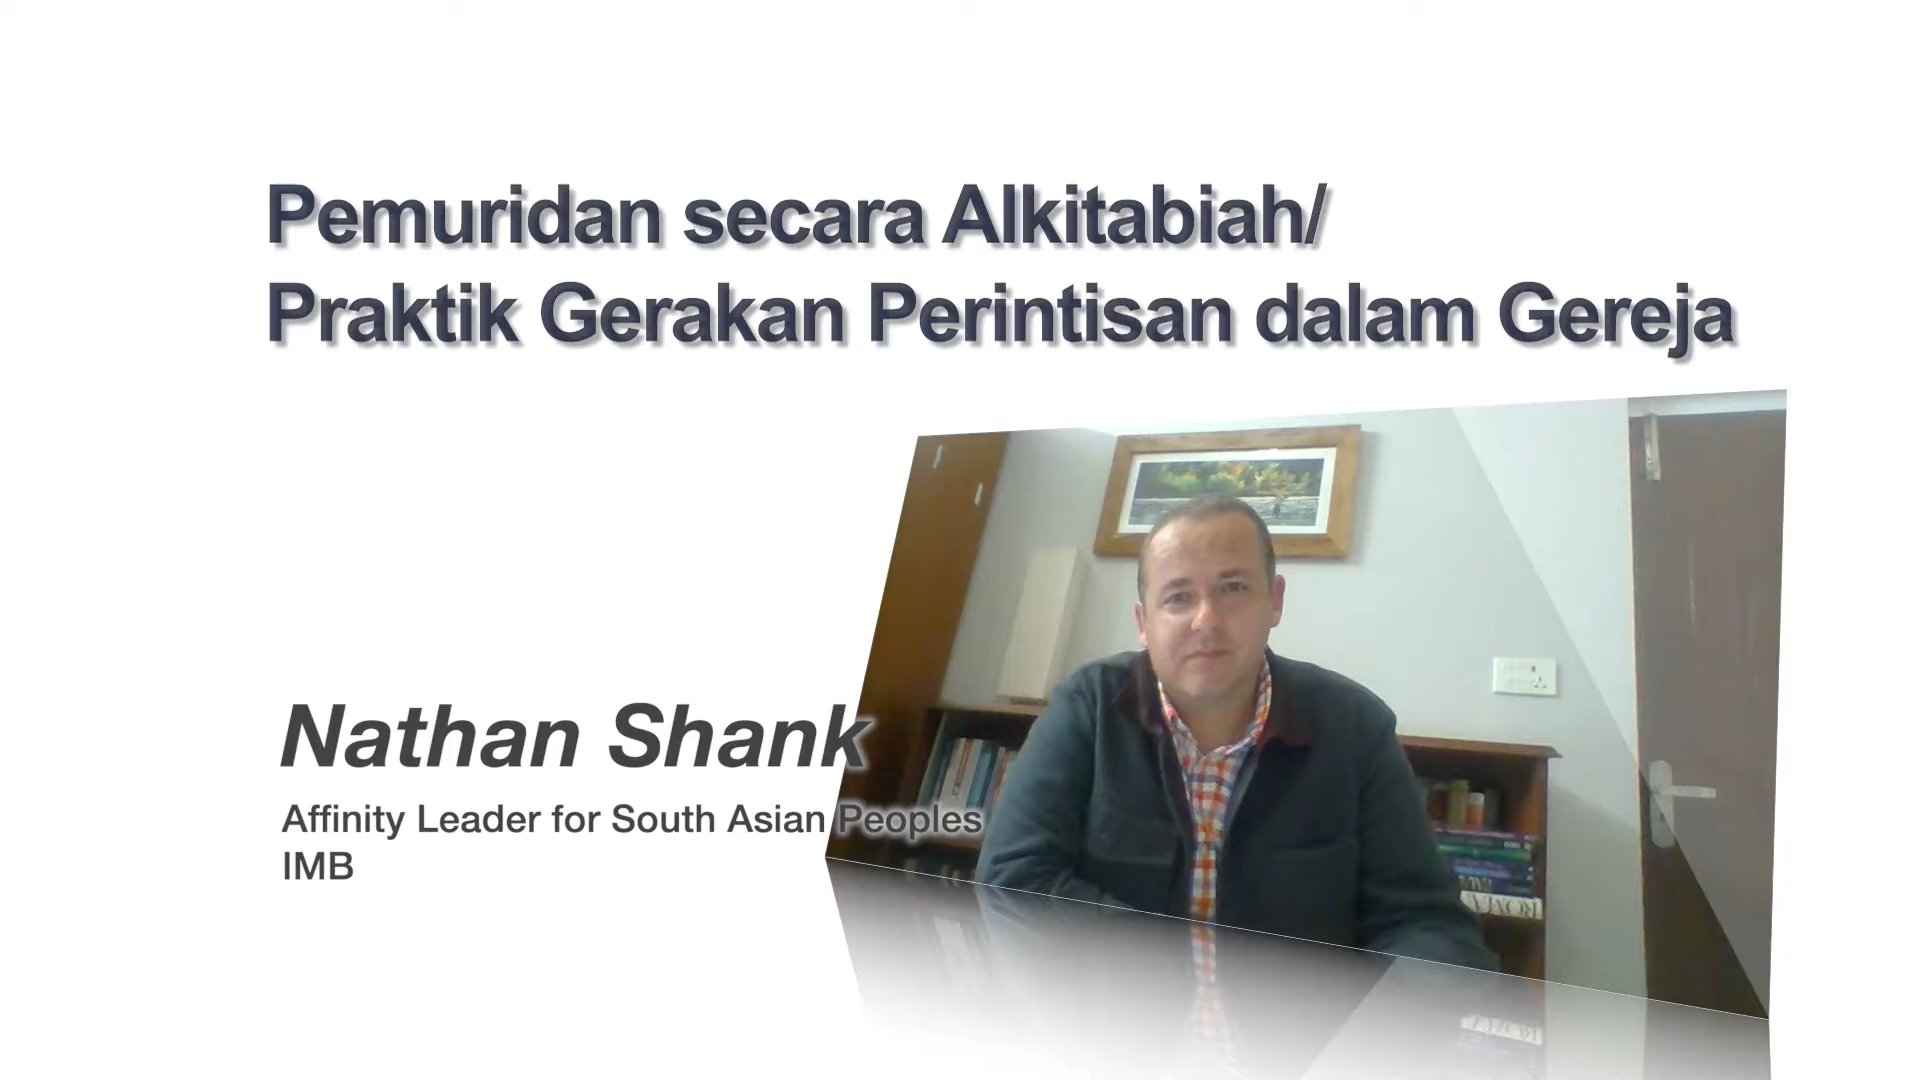 Pemuridan secara Alkitabiah/
Praktik Gerakan Perintisan dalam Gereja
Nathan Shank
Affinity Leader for South Asian Peoples
IMB